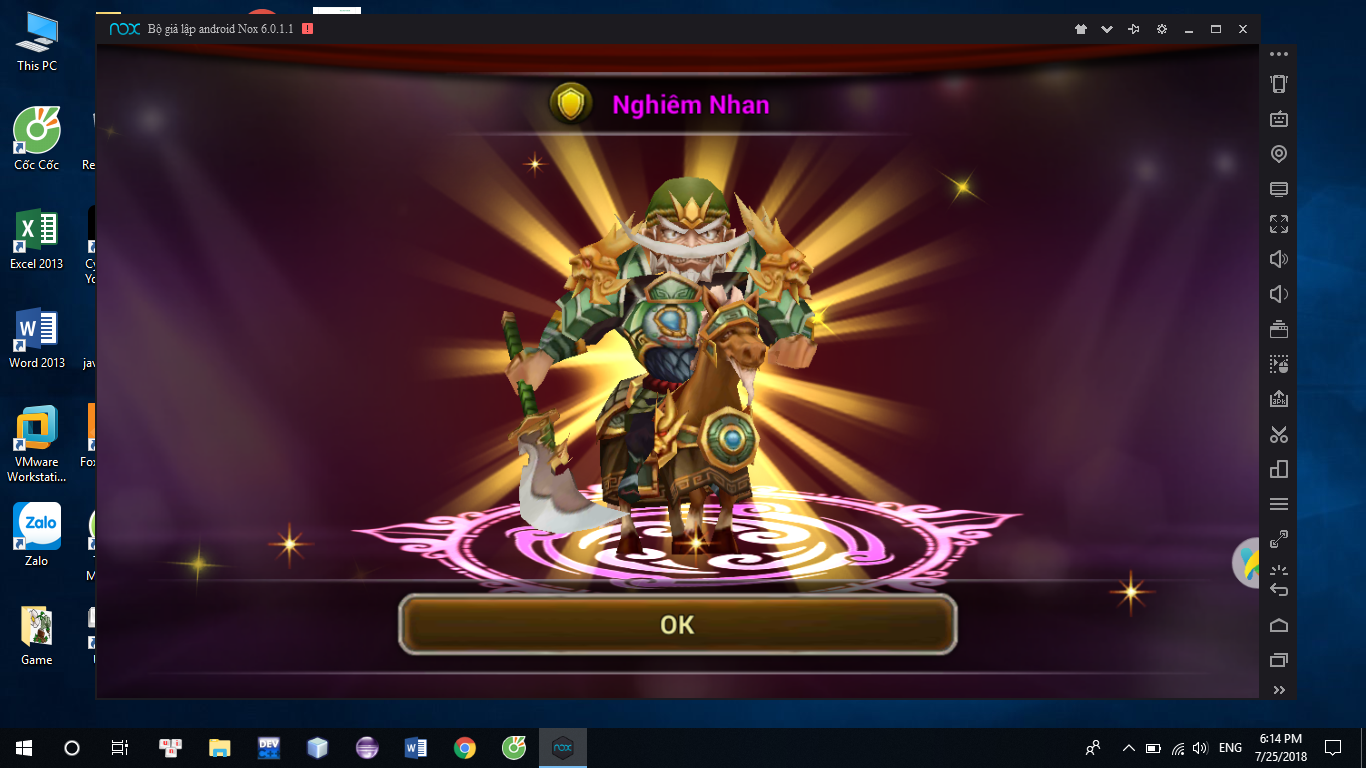 nox Bộ giả lập android Nox 6.0.1.1 !
This PC
Cốc Cốc
Re
Excel 2013
Cy
Yo
Word 2013
jav
VMware
Workstati...
Fox
Zalo
Zalo
M
Game
Nghiêm Nhan
OK
apk
DEV
C++
nox
ENG
6:14 PM
7/25/2018